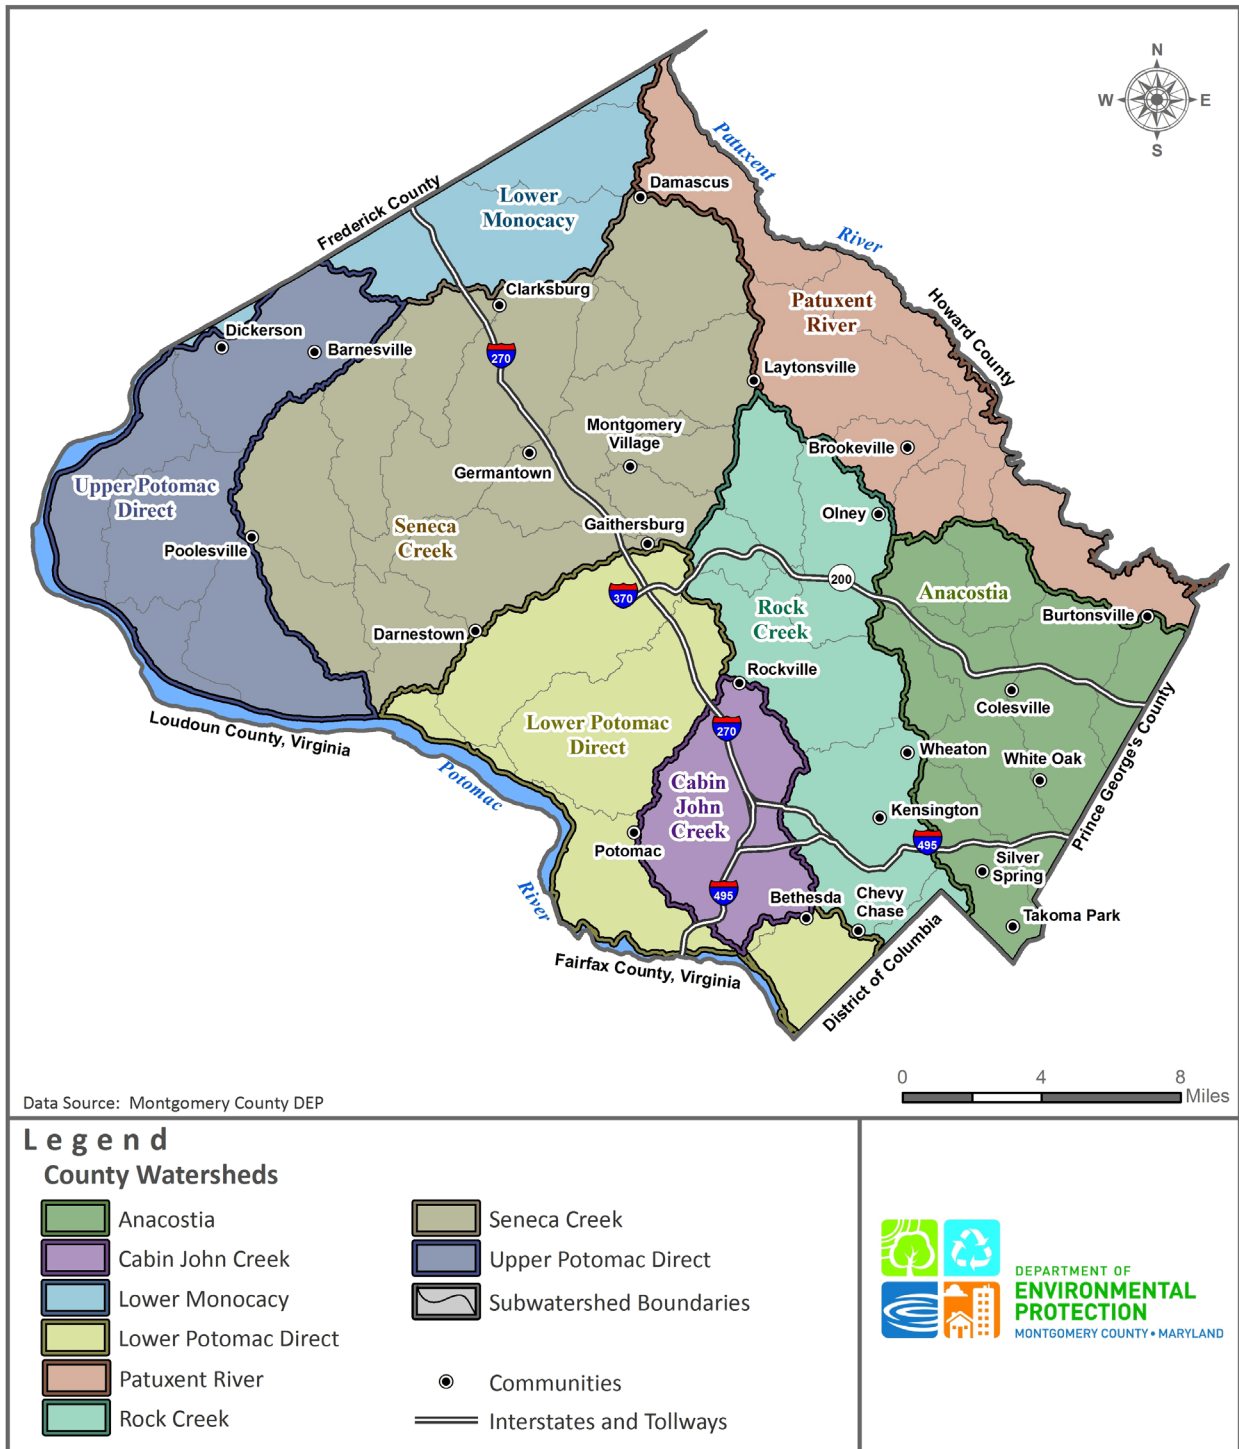 N
W
E
S
Patuxent
River
Damascus
Frederick County
Lower
Monocacy
Clarksburg
Patuxent
River
Howard County
Dickerson
Barnesville
270
Laytonsville
Montgomery
Village
Brookeville
Germantown
Upper Potomac
Direct
Seneca
Creek
Gaithersburg
Olney
Poolesville
200
370
Anacostia
Rock
Creek
Burtonsville
Darnestown
Rockville
Colesville
Loudoun County, Virginia
Lower Potomac
Direct
270
Wheaton
White Oak
Prince George's County
Potomac
River
Cabin
John
Creek
Kensington
Potomac
495
Silver
Spring
495
Bethesda
Chevy
Chase
Takoma Park
Fairfax County, Virginia
District of Columbia
0
4
8
Miles
Data Source: Montgomery County DEP
Legend
County Watersheds
Anacostia
Cabin John Creek
Lower Monocacy
Lower Potomac Direct
Patuxent River
Rock Creek
Seneca Creek
Upper Potomac Direct
Subwatershed Boundaries
Communities
Interstates and Tollways
DEPARTMENT OF
ENVIRONMENTAL
PROTECTION
MONTGOMERY COUNTY • MARYLAND